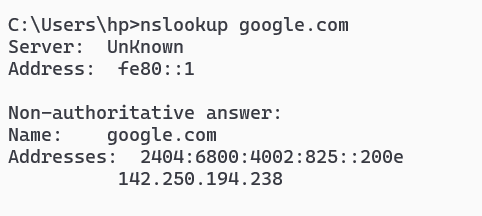 C:\Users\hp>nslookup google.com
Server:  UnKnown
Address:  fe80::1

Non-authoritative answer:
Name:    google.com
Addresses:  2404:6800:4002:825::200e
          142.250.194.238